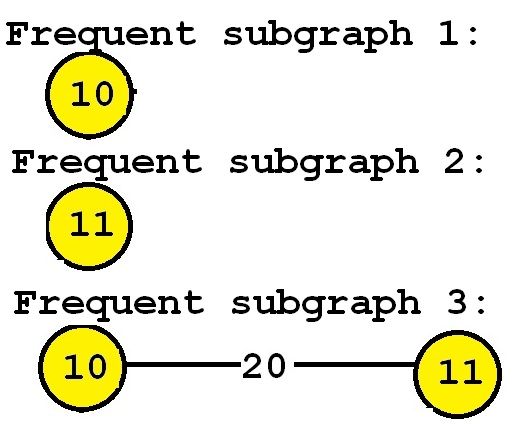 Frequent subgraph 1:
10
Frequent subgraph 2:
11
Frequent subgraph 3:
10 20 11